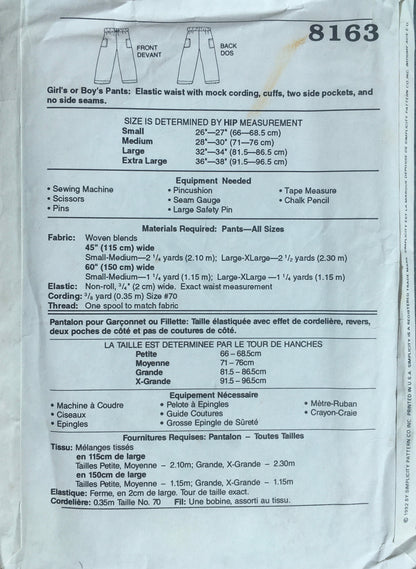 8163
FRONT
DEVANT
BACK
DOS
Girl's or Boy's Pants: Elastic waist with mock cording, cuffs, two side pockets, and
no side seams.
SIZE IS DETERMINED BY HIP MEASUREMENT
Small 26"—27" (66—68.5 cm)
Medium 28"—30" (71—76 cm)
Large 32"—34" (81.5—86.5 cm)
Extra Large 36"—38" (91.5—96.5 cm)
Equipment Needed
• Sewing Machine • Pincushion • Tape Measure
• Scissors • Seam Gauge • Chalk Pencil
• Pins • Large Safety Pin
Materials Required: Pants—All Sizes
Fabric: Woven blends
45" (115 cm) wide
Small-Medium—2 1/4 yards (2.10 m); Large-XLarge—2 1/2 yards (2.30 m)
60" (150 cm) wide
Small-Medium—1 1/4 yard (1.15 m); Large-XLarge —1 1/4 yards (1.15 m)
Elastic: Non-roll, 3/4" (2 cm) wide. Exact waist measurement
Cording: 3/8 yard (0.35 m) Size #70
Thread: One spool to match fabric
Pantalon pour Garçonnet ou Fillette: Taille élastiquée avec effet de cordelière, revers,
deux poches de côté et pas de coutures de côté.
LA TAILLE EST DETERMINEE PAR LE TOUR DE HANCHES
Petite 66 – 68.5cm
Moyenne 71 – 76cm
Grande 81.5 – 86.5cm
X-Grande 91.5 – 96.5cm
Equipement Nécessaire
• Machine à Coudre • Pelote à Epingles • Mètre-Ruban
• Ciseaux • Guide Coutures • Crayon-Craie
• Epingles • Grosse Epingle de Sûreté
Fournitures Requises: Pantalon - Toutes Tailles
Tissu: Mélanges tissés
en 115cm de large
Tailles Petite, Moyenne - 2.10m; Grande, X-Grande - 2.30m
en 150cm de large
Tailles Petite, Moyenne - 1.15m; Grande, X-Grande - 1.15m
Elastique: Ferme, en 2cm de large. Tour de taille exact.
Cordelière: 0.35m Taille No. 70 Fil: Une bobine, assorti au tissu.
© 1992 BY SIMPLICITY PATTERN CO. INC. PRINTED IN U.S.A. SIMPLICITY IS A REGISTERED TRADE MARK